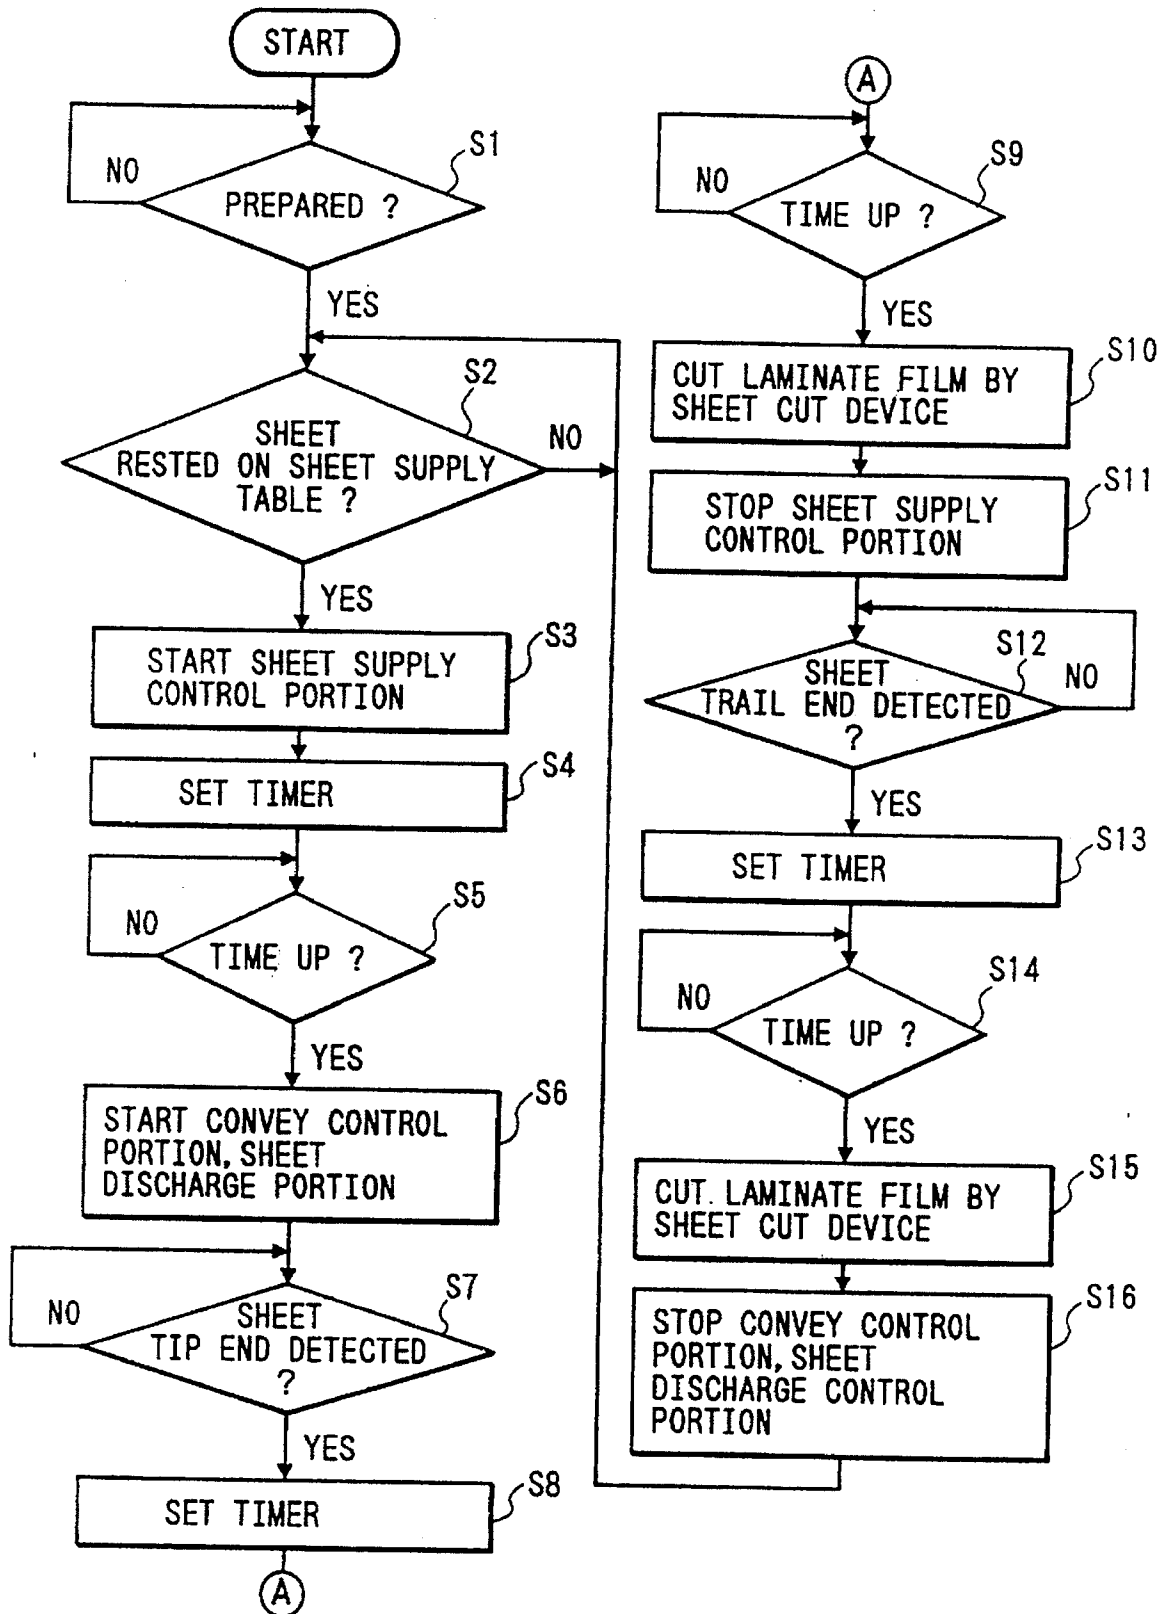 START
S1
NO
PREPARED ?
YES
S2
SHEET
RESTED ON SHEET SUPPLY
TABLE ?
NO
YES
S3
START SHEET SUPPLY
CONTROL PORTION
S4
SET TIMER
S5
NO
TIME UP ?
YES
S6
START CONVEY CONTROL
PORTION, SHEET
DISCHARGE PORTION
S7
NO
SHEET
TIP END DETECTED
?
YES
S8
SET TIMER
A
A
S9
NO
TIME UP ?
YES
S10
CUT LAMINATE FILM BY
SHEET CUT DEVICE
S11
STOP SHEET SUPPLY
CONTROL PORTION
S12
SHEET
TRAIL END DETECTED
?
NO
YES
S13
SET TIMER
S14
NO
TIME UP ?
YES
S15
CUT LAMINATE FILM BY
SHEET CUT DEVICE
S16
STOP CONVEY CONTROL
PORTION, SHEET
DISCHARGE CONTROL
PORTION